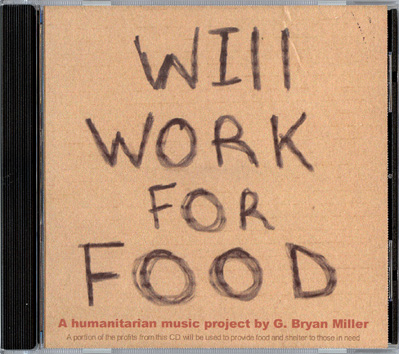 WIll
WORK
FOR
FOOD
A humanitarian music project by G. Bryan Miller
A portion of the profits from this CD will be used to provide food and shelter to those in need